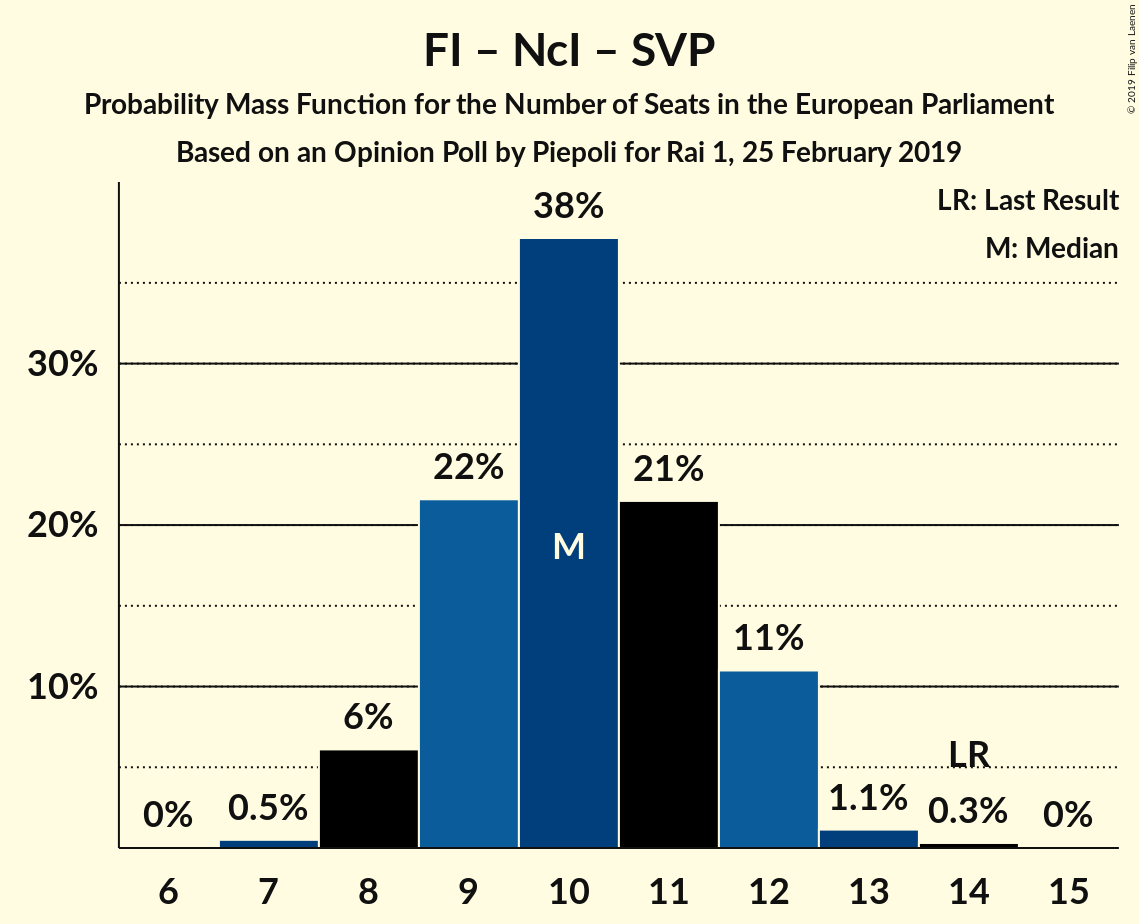 FI – NcI – SVP
Probability Mass Function for the Number of Seats in the European Parliament
Based on an Opinion Poll by Piepoli for Rai 1, 25 February 2019
© 2019 Filip van Laenen
LR: Last Result
M: Median
38%
30%
22%
21%
20%
M
11%
10%
6%
LR
0%
0.5%
1.1%
0.3%
0%
6 7 8 9 10 11 12 13 14 15